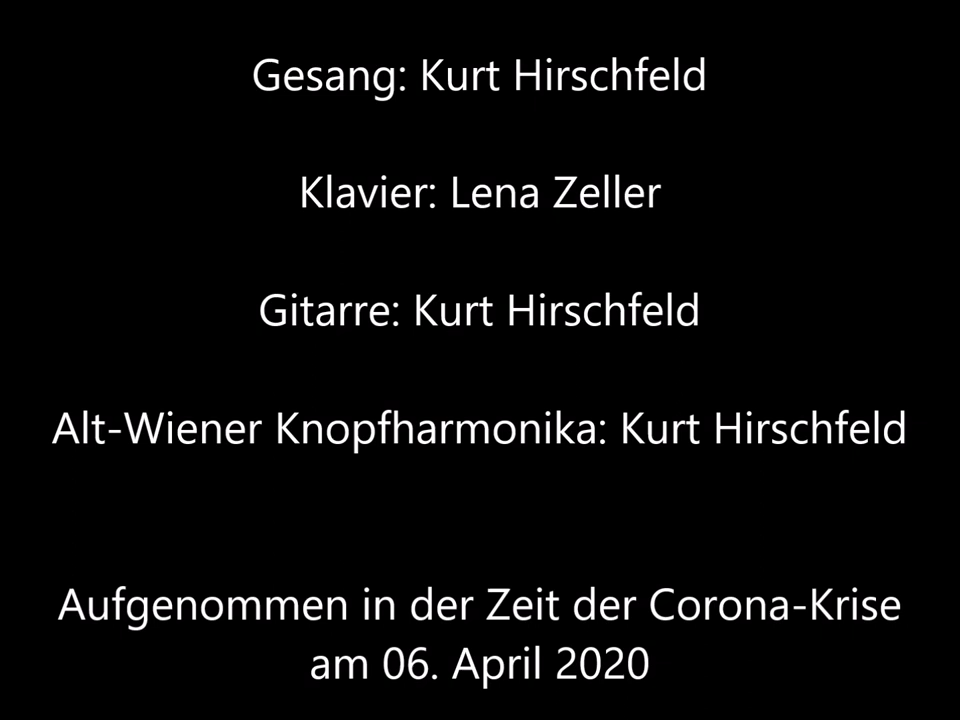 Gesang: Kurt Hirschfeld
Klavier: Lena Zeller
Gitarre: Kurt Hirschfeld
Alt-Wiener Knopfharmonika: Kurt Hirschfeld
Aufgenommen in der Zeit der Corona-Krise
am 06. April 2020